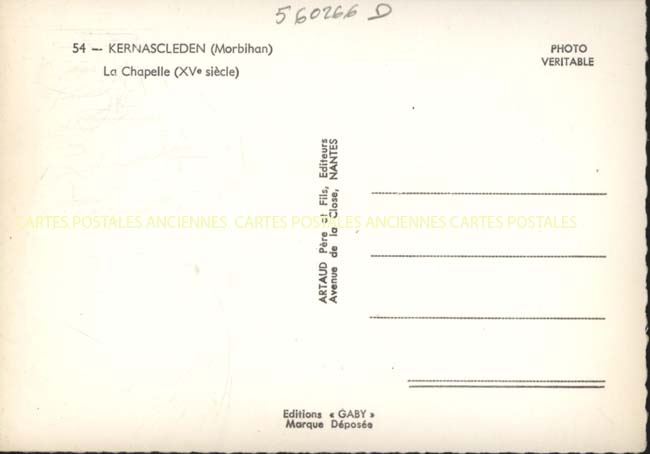 560266 D
54 — KERNASCLEDEN (Morbihan)
La Chapelle (XVe siècle)
PHOTO
VERITABLE
ARTAUD Père et Fils, Editeurs
Avenue de la Close, NANTES
CARTES POSTALES ANCIENNES CARTES POSTALES ANCIENNES CARTES POSTALES
Editions « GABY »
Marque Déposée